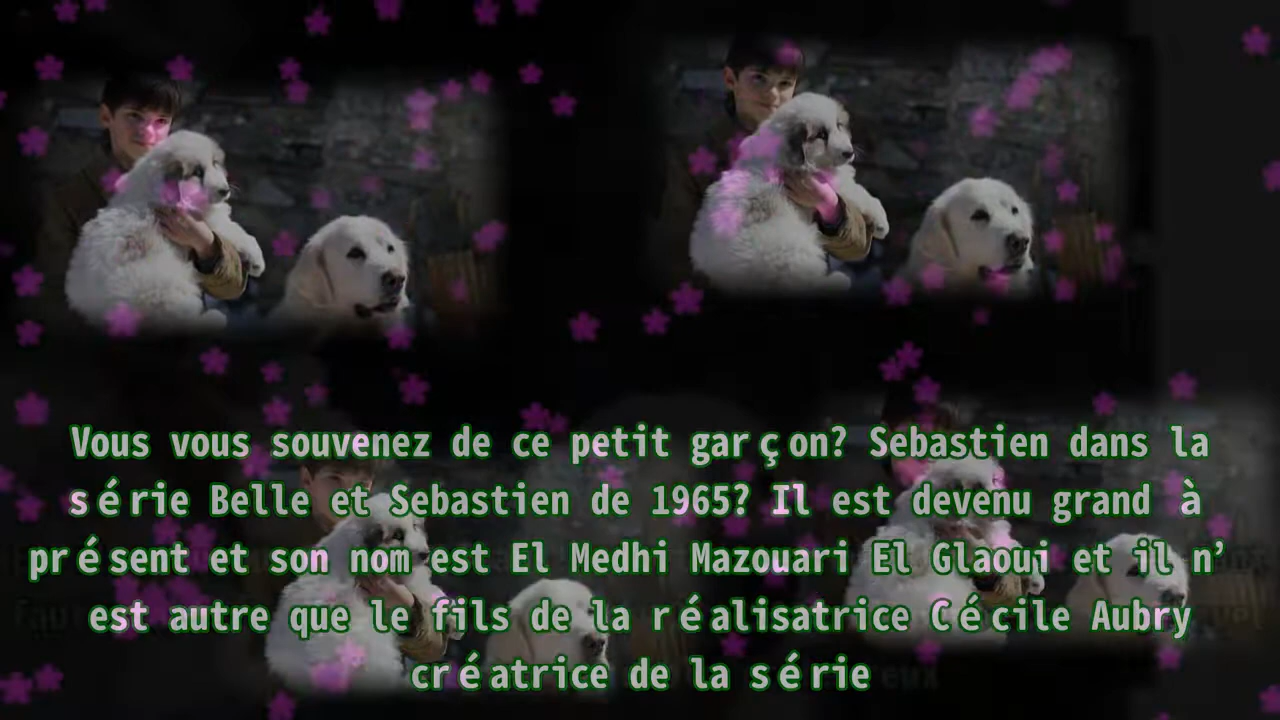 Vous vous souvenez de ce petit garçon? Sebastien dans la
série Belle et Sebastien de 1965? Il est devenu grand à
présent et son nom est El Medhi Mazouari El Glaoui et il n’
est autre que le fils de la réalisatrice Cécile Aubry
créatrice de la série